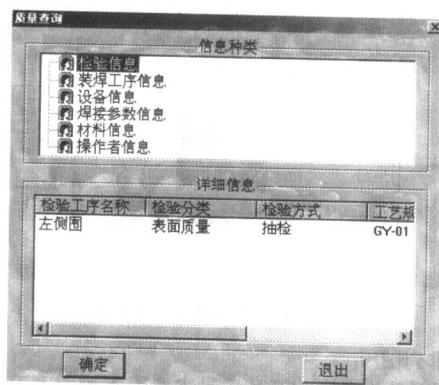 质量查询
信息种类
检验信息
装焊工序信息
设备信息
焊接参数信息
材料信息
操作者信息
详细信息
检验工序名称 检验分类 检验方式 工艺规
左侧围 表面质量 抽检 GY-01
确定 退出